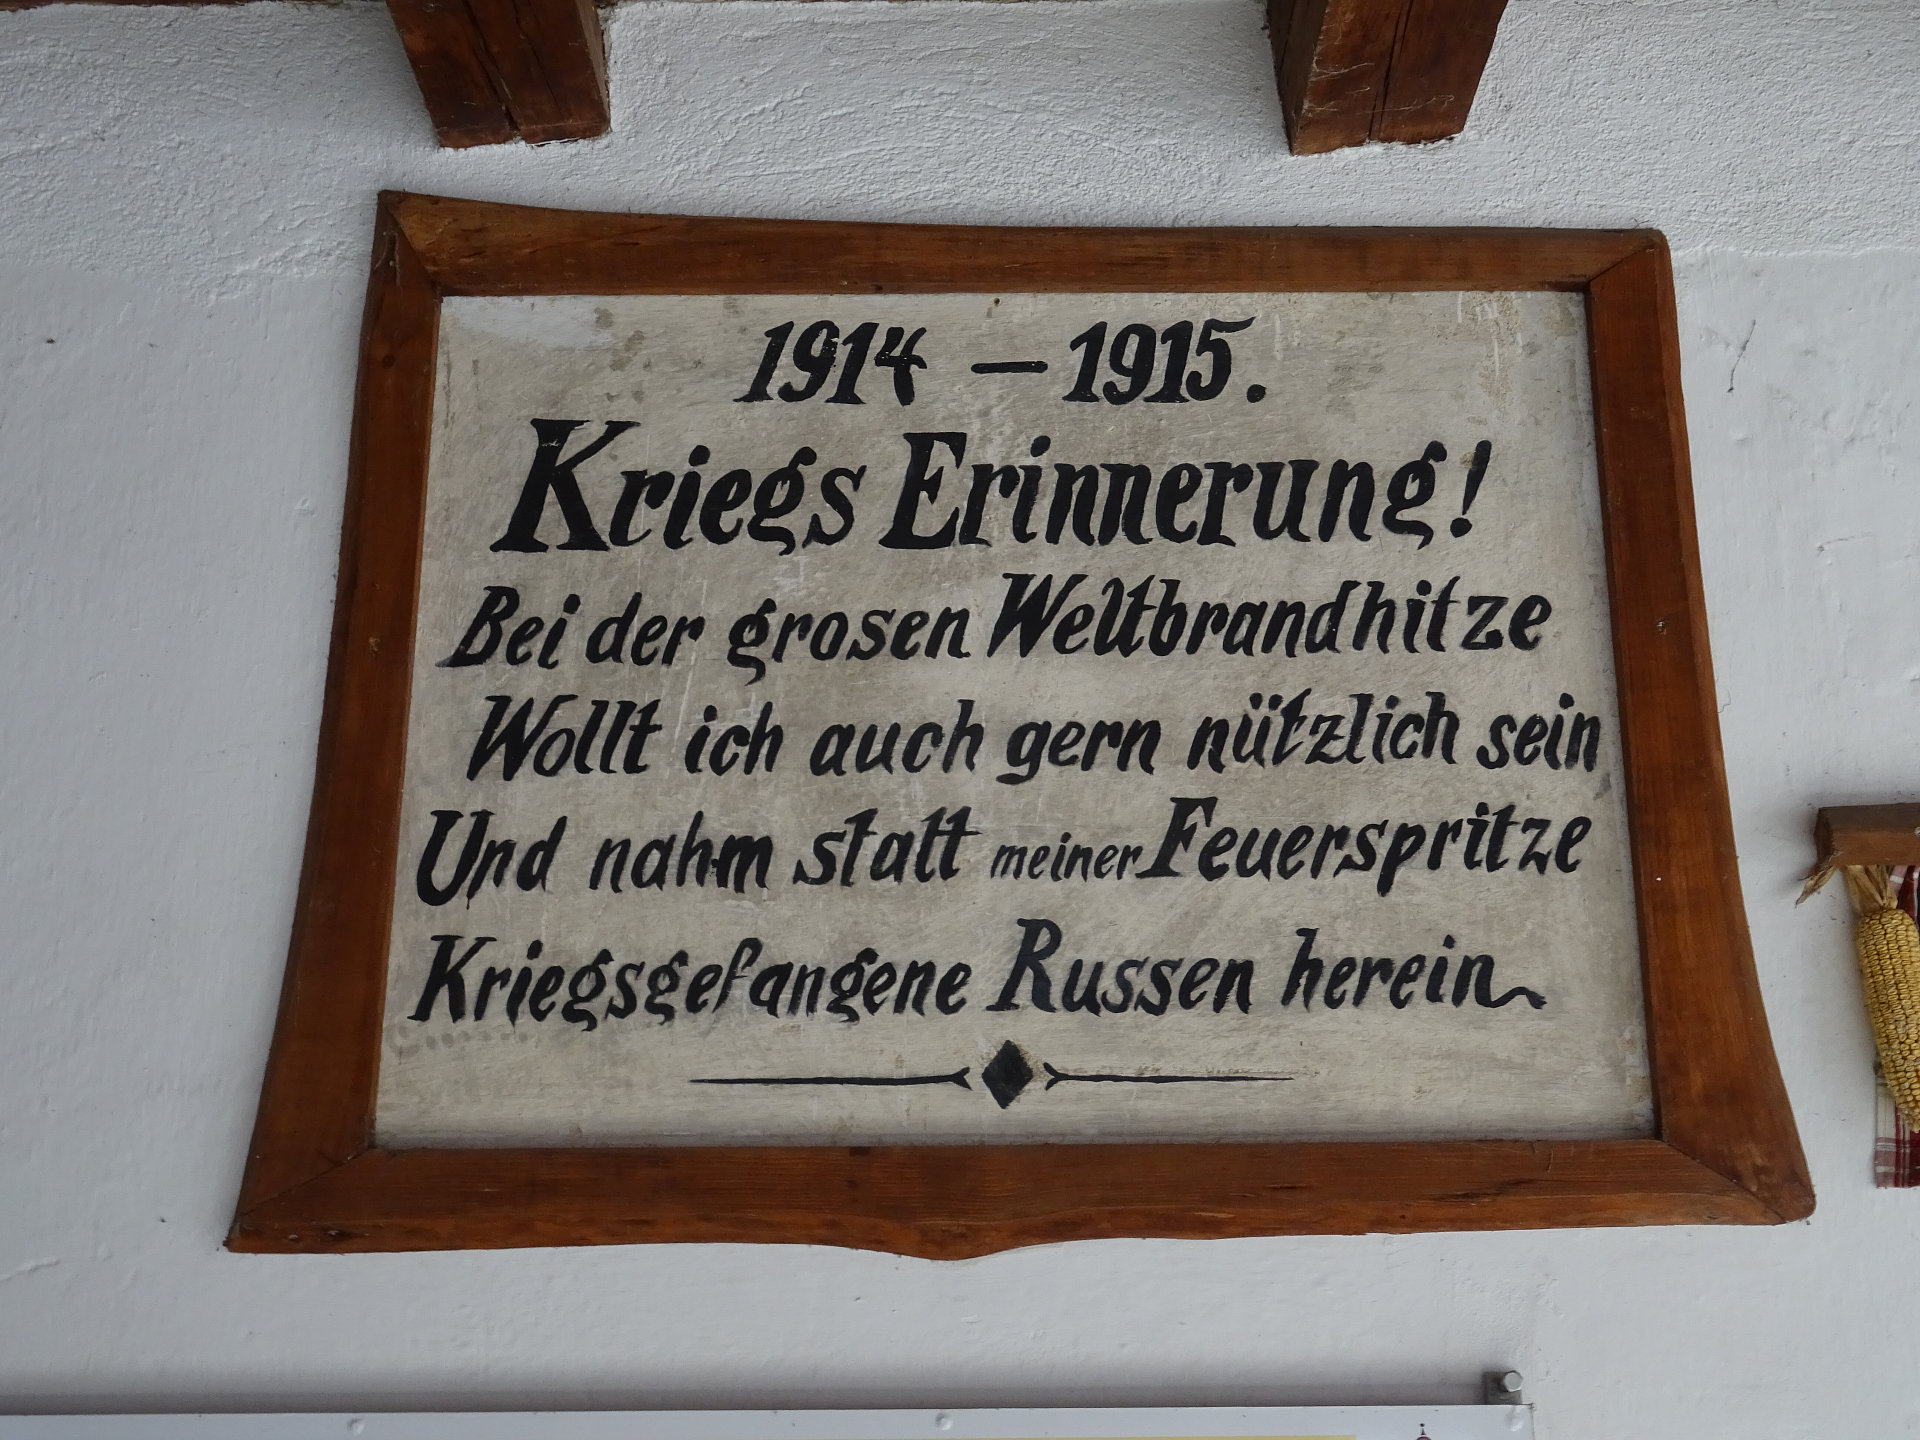 1914 – 1915.
Kriegs Erinnerung!
Bei der grosen Weltbrandhitze
Wollt ich auch gern nützlich sein
Und nahm statt meiner Feuerspritze
Kriegsgefangene Russen herein